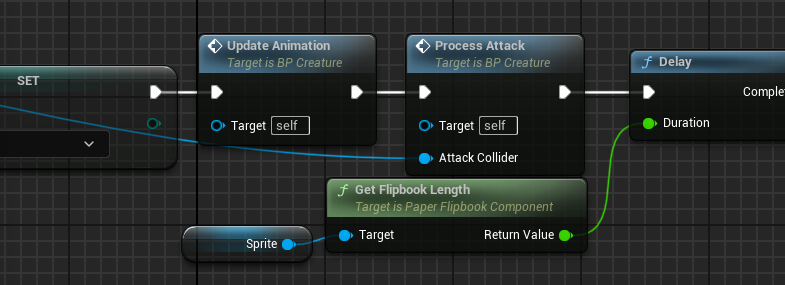 SET
Update Animation
Target is BP Creature
Target self
Process Attack
Target is BP Creature
Target self
Attack Collider
f Delay
Comple
Duration
f Get Flipbook Length
Target is Paper Flipbook Component
Sprite
Target Return Value